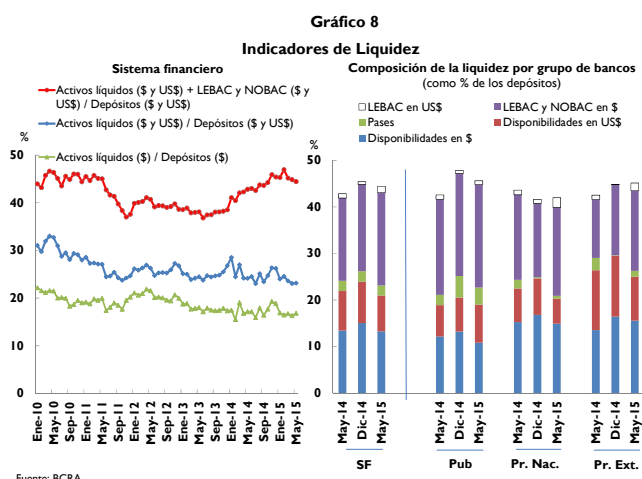 Gráfico 8
Indicadores de Liquidez
Sistema financiero
Activos líquidos ($ y US$) + LEBAC y NOBAC ($ y
US$) / Depósitos ($ y US$)
Activos líquidos ($ y US$) / Depósitos ($ y US$)
%
Activos líquidos ($) / Depósitos ($)
50
40
30
20
10
0
Ene-10
May-10
Sep-10
Ene-11
May-11
Sep-11
Ene-12
May-12
Sep-12
Ene-13
May-13
Sep-13
Ene-14
May-14
Sep-14
Ene-15
May-15
Composición de la liquidez por grupo de bancos
(como % de los depósitos)
LEBAC en US$
LEBAC y NOBAC en $
Pases
Disponibilidades en US$
Disponibilidades en $
%
50
40
30
20
10
0
May-14
Dic-14
May-15
May-14
Dic-14
May-15
May-14
Dic-14
May-15
May-14
Dic-14
May-15
SF
Pub
Pr. Nac.
Pr. Ext.
Fuente: BCRA